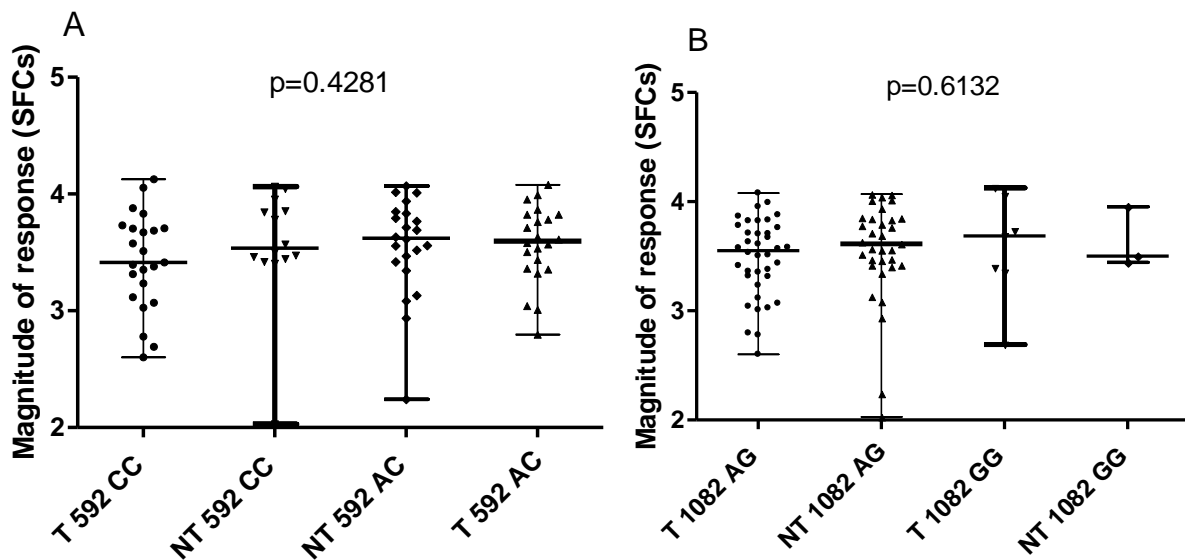 A
p=0.4281
Magnitude of response (SFCs)
5
4
3
2
T 592 CC
NT 592 CC
NT 592 AC
T 592 AC
B
p=0.6132
Magnitude of response (SFCs)
5
4
3
2
T 1082 AG
NT 1082 AG
T 1082 GG
NT 1082 GG